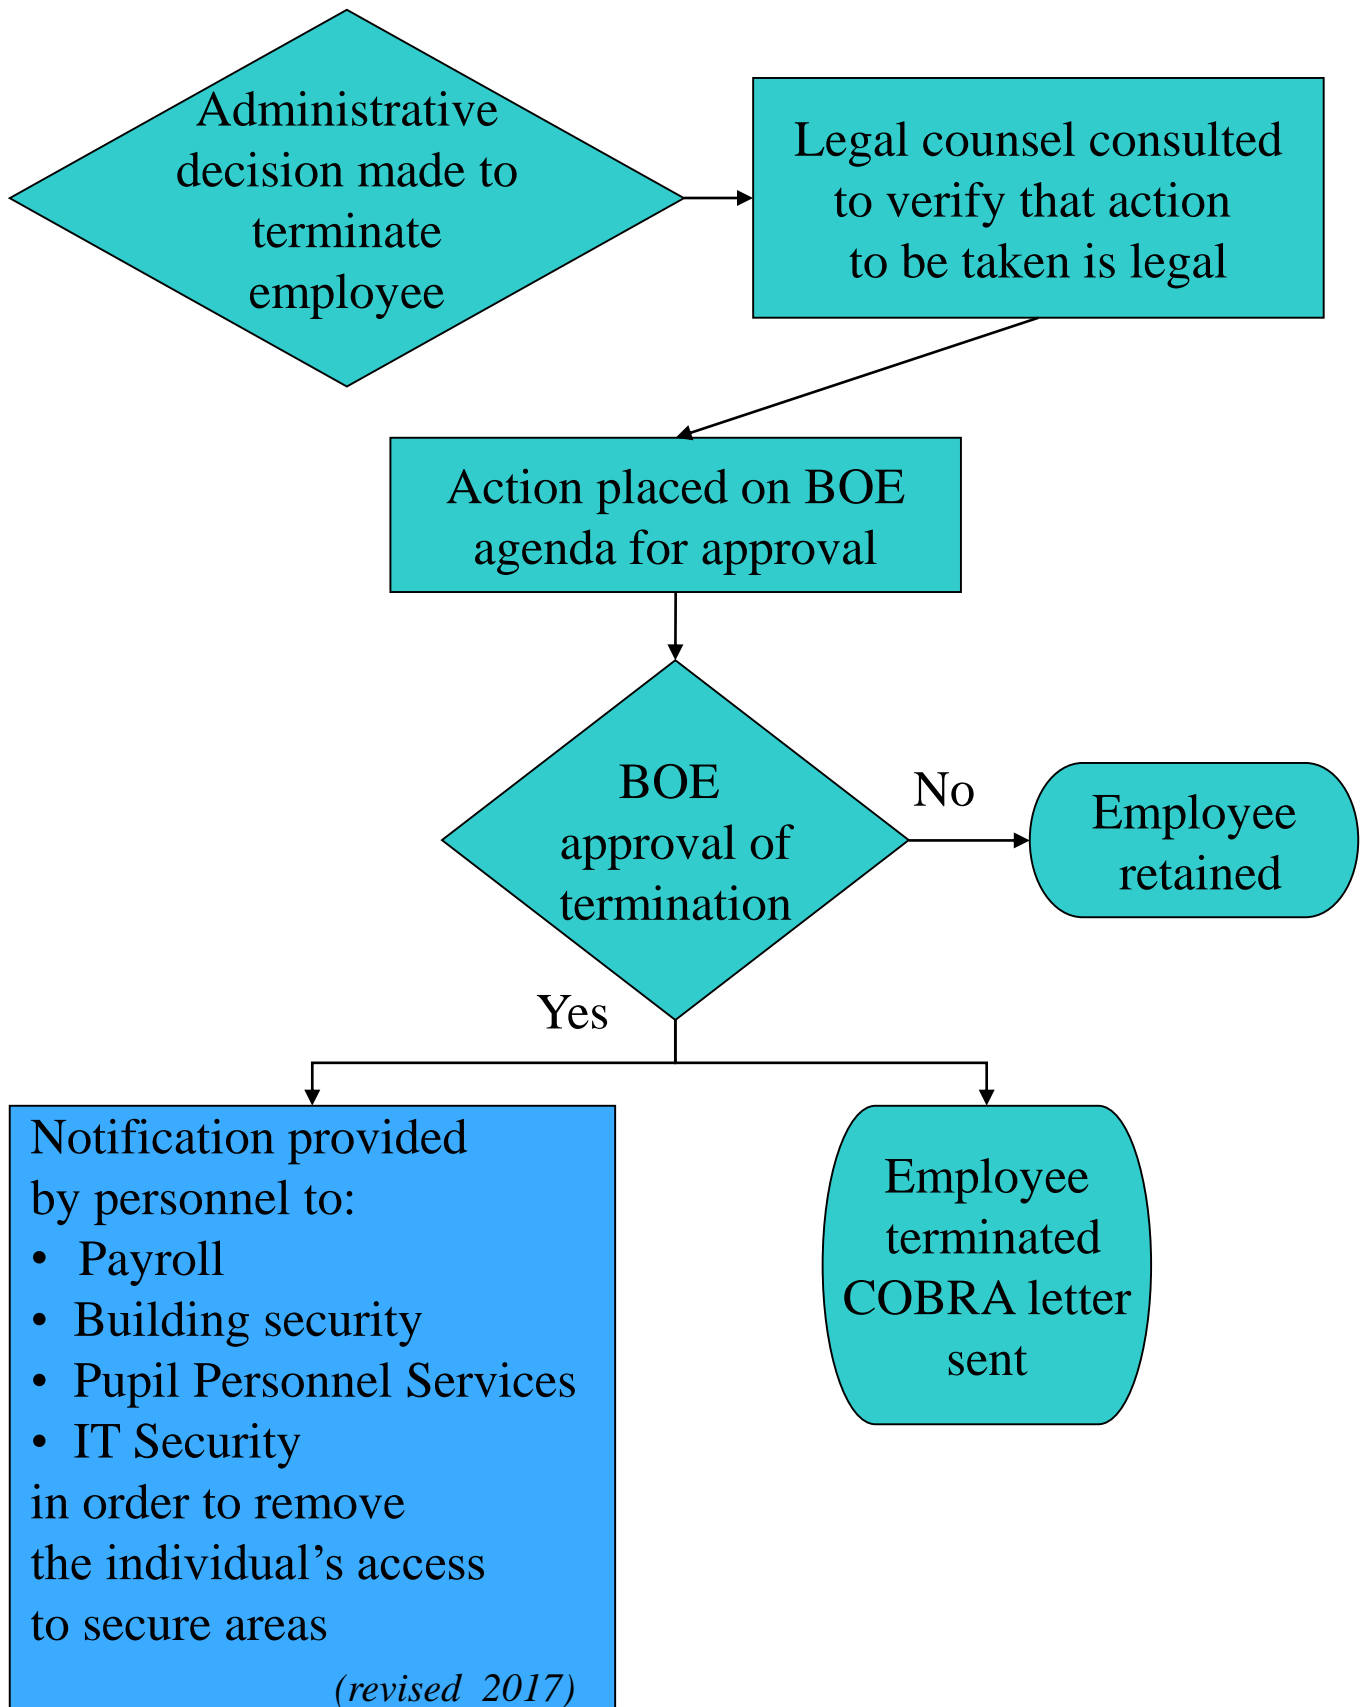 Administrative
decision made to
terminate
employee
Legal counsel consulted
to verify that action
to be taken is legal
Action placed on BOE
agenda for approval
BOE
approval of
termination
No
Employee
retained
Yes
Notification provided
by personnel to:
• Payroll
• Building security
• Pupil Personnel Services
• IT Security
in order to remove
the individual’s access
to secure areas
(revised 2017)
Employee
terminated
COBRA letter
sent